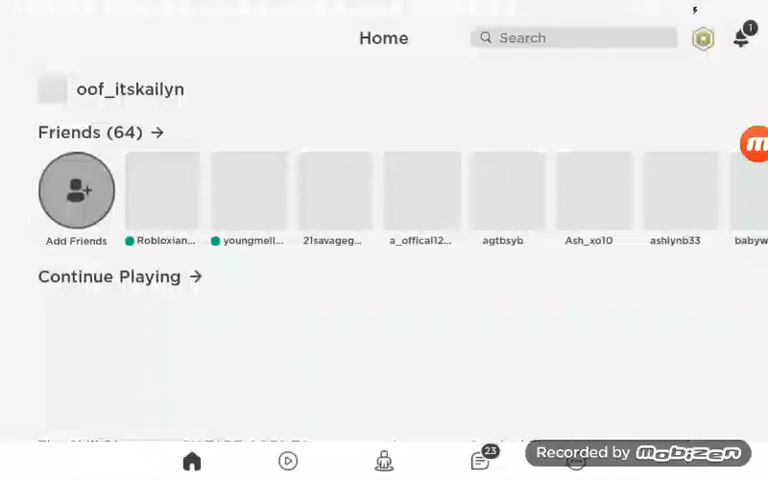 Home
Search
1
oof_itskailyn
Friends (64) →
Add Friends
Robloxian...
youngmell...
21savageg...
a_offical12...
agtbsyb
Ash_xo10
ashlynb33
babyw
Continue Playing →
23
Recorded by mobizen